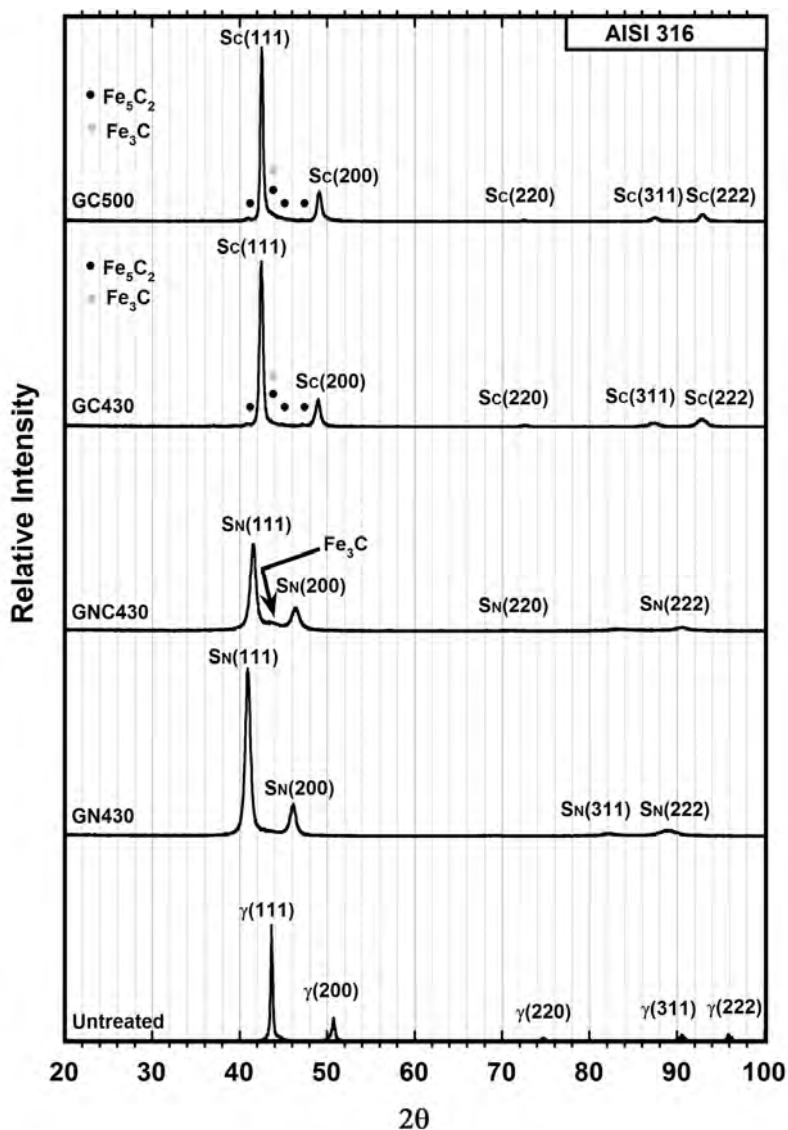 AISI 316
Sc(111)
• Fe₅C₂
Fe₃C
Sc(200)
GC500
Sc(220)
Sc(311)
Sc(222)
Sc(111)
• Fe₅C₂
Fe₃C
Sc(200)
GC430
Sc(220)
Sc(311)
Sc(222)
SN(111)
Fe₃C
SN(200)
GNC430
SN(220)
SN(222)
SN(111)
SN(200)
GN430
SN(311)
SN(222)
γ(111)
γ(200)
Untreated
γ(220)
γ(311)
γ(222)
20 30 40 50 60 70 80 90 100
2θ
Relative Intensity